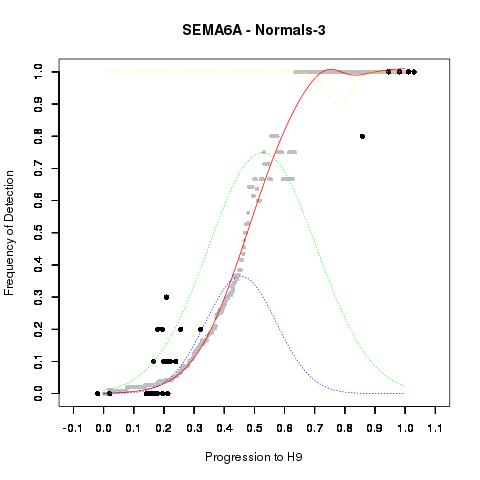 SEMA6A - Normals-3
1.0
0.9
0.8
0.7
0.6
0.5
0.4
0.3
0.2
0.1
0.0
Frequency of Detection
-0.1 0.0 0.1 0.2 0.3 0.4 0.5 0.6 0.7 0.8 0.9 1.0 1.1
Progression to H9